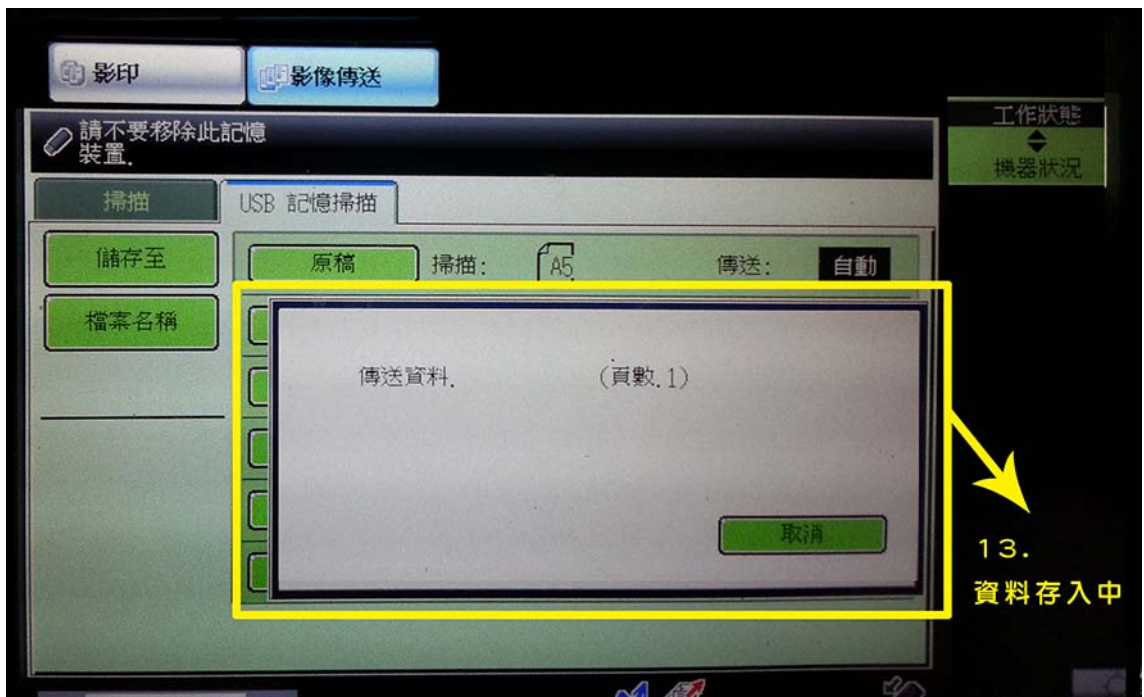 影印
影像傳送
請不要移除此記憶
裝置.
工作狀態
機器狀況
掃描
USB 記憶掃描
儲存至
原稿
掃描:
A5
傳送:
自動
檔案名稱
傳送資料.
(頁數.1)
取消
13.
資料存入中